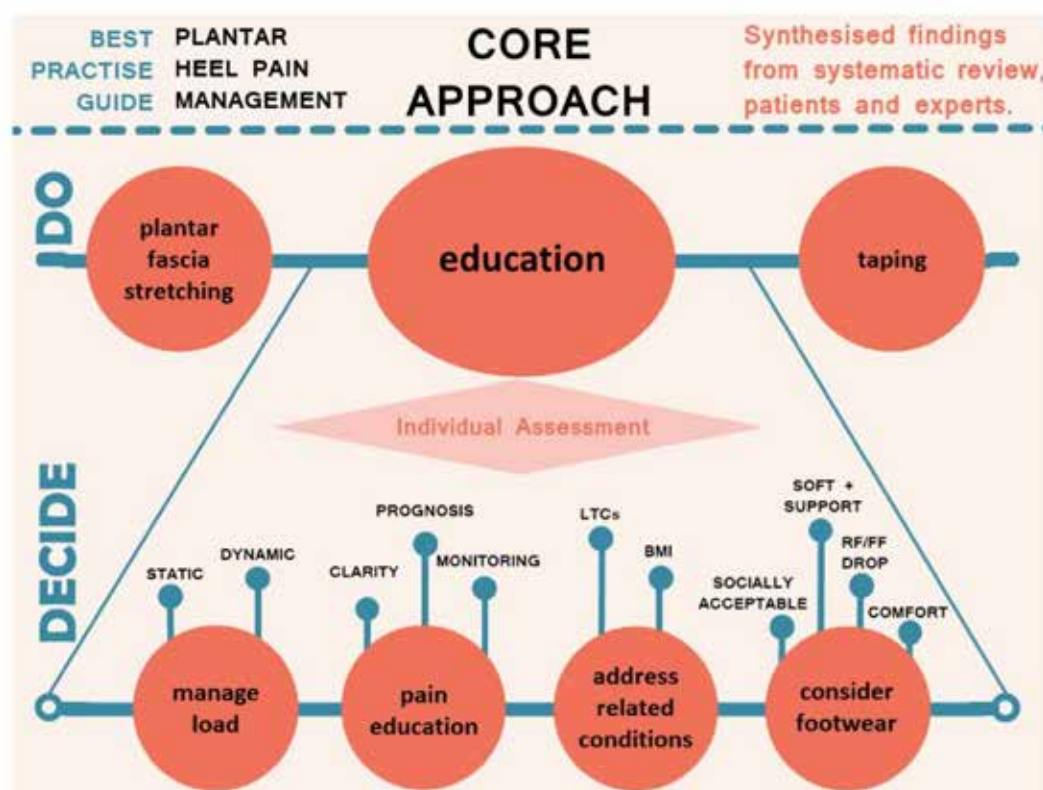 BEST PRACTISE GUIDE
PLANTAR HEEL PAIN MANAGEMENT
CORE
APPROACH
Synthesised findings
from systematic review,
patients and experts.
DO
plantar
fascia
stretching
education
taping
Individual Assessment
DECIDE
STATIC
DYNAMIC
CLARITY
PROGNOSIS
MONITORING
LTCs
BMI
SOCIALLY
ACCEPTABLE
SOFT +
SUPPORT
RF/FF
DROP
COMFORT
manage
load
pain
education
address
related
conditions
consider
footwear